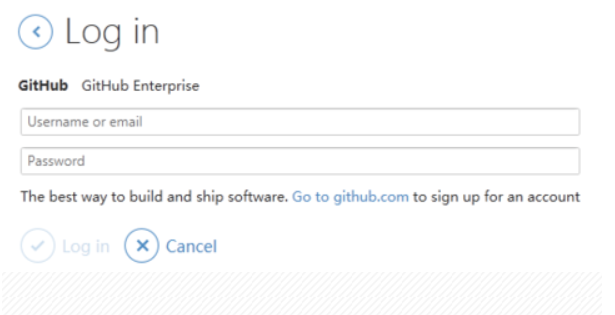 Log in
GitHub GitHub Enterprise
Username or email
Password
The best way to build and ship software. Go to github.com to sign up for an account
Log in Cancel